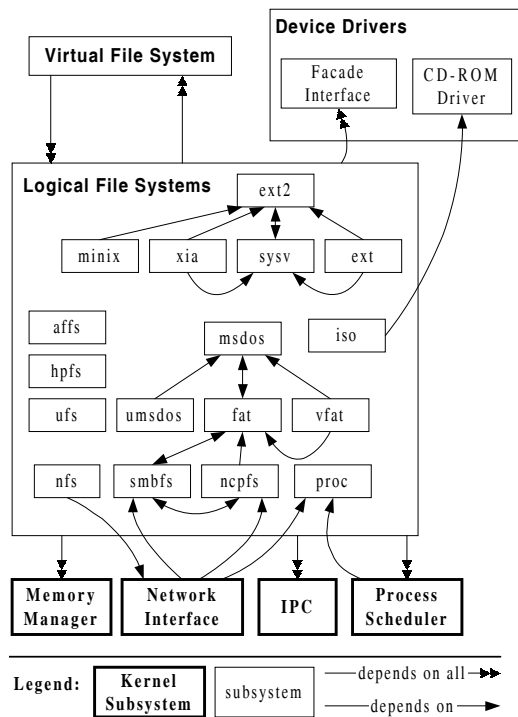 Device Drivers
Virtual File System
Facade
Interface
CD-ROM
Driver
Logical File Systems
ext2
minix
xia
sysv
ext
affs
msdos
iso
hpfs
ufs
umsdos
fat
vfat
nfs
smbfs
ncpfs
proc
Memory
Manager
Network
Interface
IPC
Process
Scheduler
Legend:
Kernel
Subsystem
subsystem
depends on all
depends on